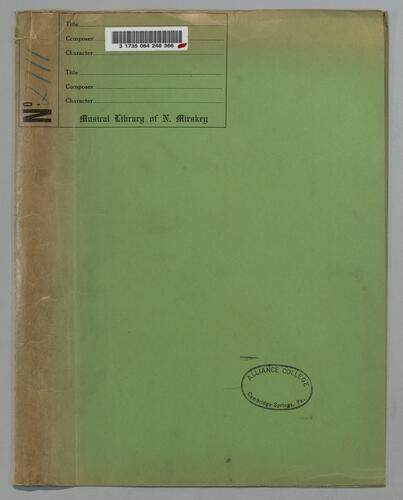 Title
Composer
Character
3 1735 064 248 366
Title
Composer
Character
Musical Library of N. Mirskey
No. 2111
ALLIANCE COLLEGE
Cambridge Springs, Pa.